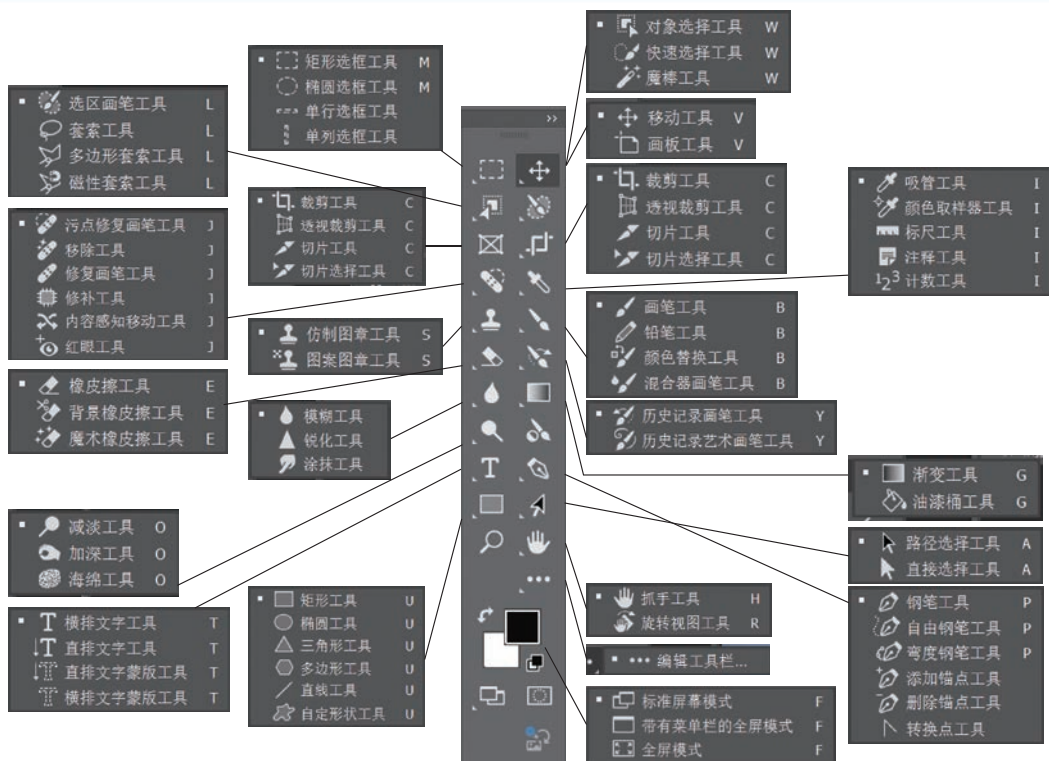 选区画笔工具 L
套索工具 L
多边形套索工具 L
磁性套索工具 L
污点修复画笔工具 J
移除工具 J
修复画笔工具 J
修补工具 J
内容感知移动工具 J
红眼工具 J
橡皮擦工具 E
背景橡皮擦工具 E
魔术橡皮擦工具 E
减淡工具 O
加深工具 O
海绵工具 O
T 横排文字工具 T
T 直排文字工具 T
T 直排文字蒙版工具 T
T 横排文字蒙版工具 T
矩形选框工具 M
椭圆选框工具 M
单行选框工具
单列选框工具
裁剪工具 C
透视裁剪工具 C
切片工具 C
切片选择工具 C
仿制图章工具 S
图案图章工具 S
模糊工具
锐化工具
涂抹工具
矩形工具 U
椭圆工具 U
三角形工具 U
多边形工具 U
直线工具 U
自定形状工具 U
T
对象选择工具 W
快速选择工具 W
魔棒工具 W
移动工具 V
画板工具 V
裁剪工具 C
透视裁剪工具 C
切片工具 C
切片选择工具 C
画笔工具 B
铅笔工具 B
颜色替换工具 B
混合器画笔工具 B
历史记录画笔工具 Y
历史记录艺术画笔工具 Y
抓手工具 H
旋转视图工具 R
编辑工具栏...
标准屏幕模式 F
带有菜单栏的全屏模式 F
全屏模式 F
吸管工具 I
颜色取样器工具 I
标尺工具 I
注释工具 I
123 计数工具 I
渐变工具 G
油漆桶工具 G
路径选择工具 A
直接选择工具 A
钢笔工具 P
自由钢笔工具 P
弯度钢笔工具 P
添加锚点工具
删除锚点工具
转换点工具